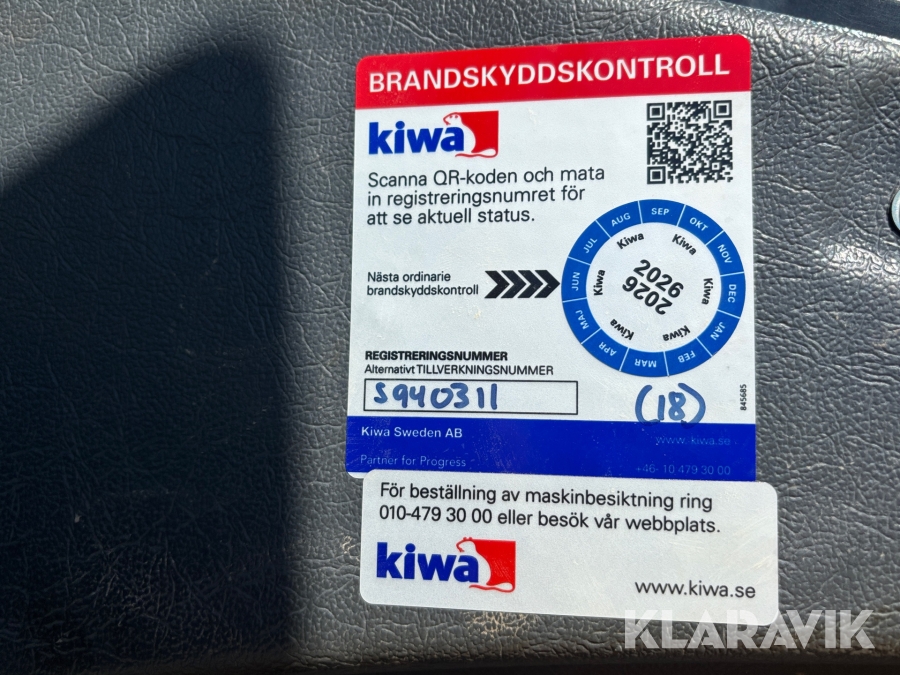 BRANDSKYDDSKONTROLL
kiwa
Scanna QR-koden och mata
in registreringsnumret för
att se aktuell status.
Nästa ordinarie
brandskyddskontroll
JAN FEB MAR APR MAJ JUN JUL AUG SEP OKT NOV DEC
Kiwa Kiwa Kiwa Kiwa Kiwa Kiwa
2026
2026
REGISTRERINGSNUMMER
Alternativt TILLVERKNINGSNUMMER
S940311
(18)
845685
Kiwa Sweden AB
www.kiwa.se
Partner for Progress
+46- 10 479 30 00
För beställning av maskinbesiktning ring
010-479 30 00 eller besök vår webbplats.
kiwa
www.kiwa.se
KLARAVIK